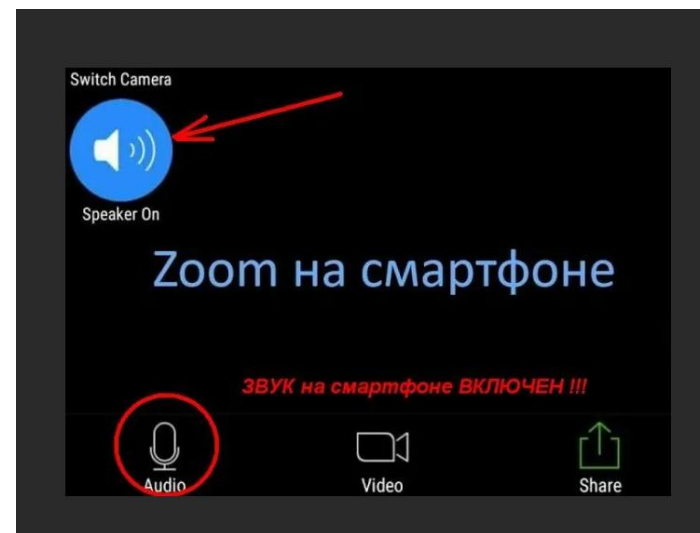 Switch Camera
Speaker On
Zoom на смартфоне
ЗВУК на смартфоне ВКЛЮЧЕН !!!
Audio
Video
Share